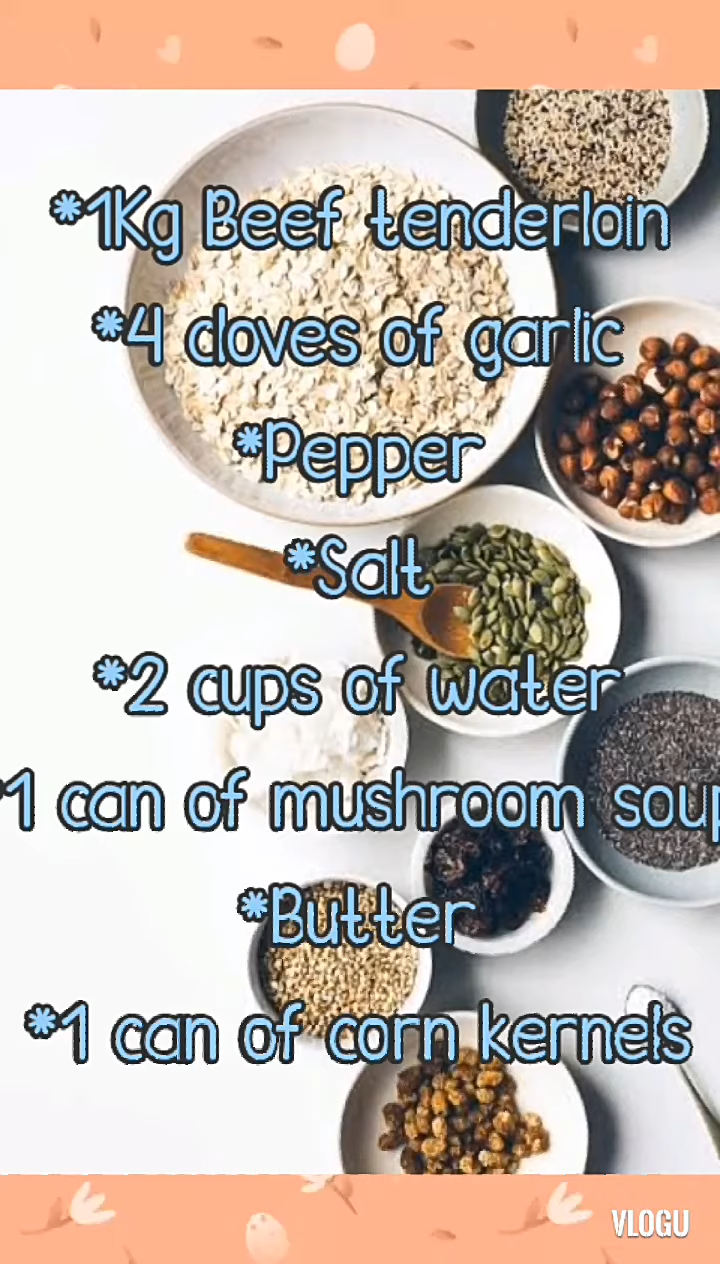 *1Kg Beef tenderloin
*4 cloves of garlic
*Pepper
*Salt
*2 cups of water
*1 can of mushroom soup
*Butter
*1 can of corn kernels
VLOGU